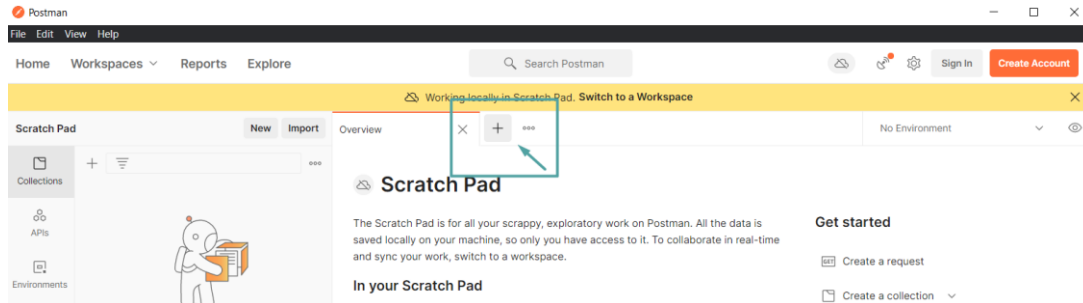 Postman
File Edit View Help
Home Workspaces Reports Explore Search Postman Sign In Create Account
Working locally in Scratch Pad. Switch to a Workspace
Scratch Pad New Import Overview No Environment
Collections
APIs
Environments
Scratch Pad
The Scratch Pad is for all your scrappy, exploratory work on Postman. All the data is
saved locally on your machine, so only you have access to it. To collaborate in real-time
and sync your work, switch to a workspace.
In your Scratch Pad
Get started
GET Create a request
Create a collection